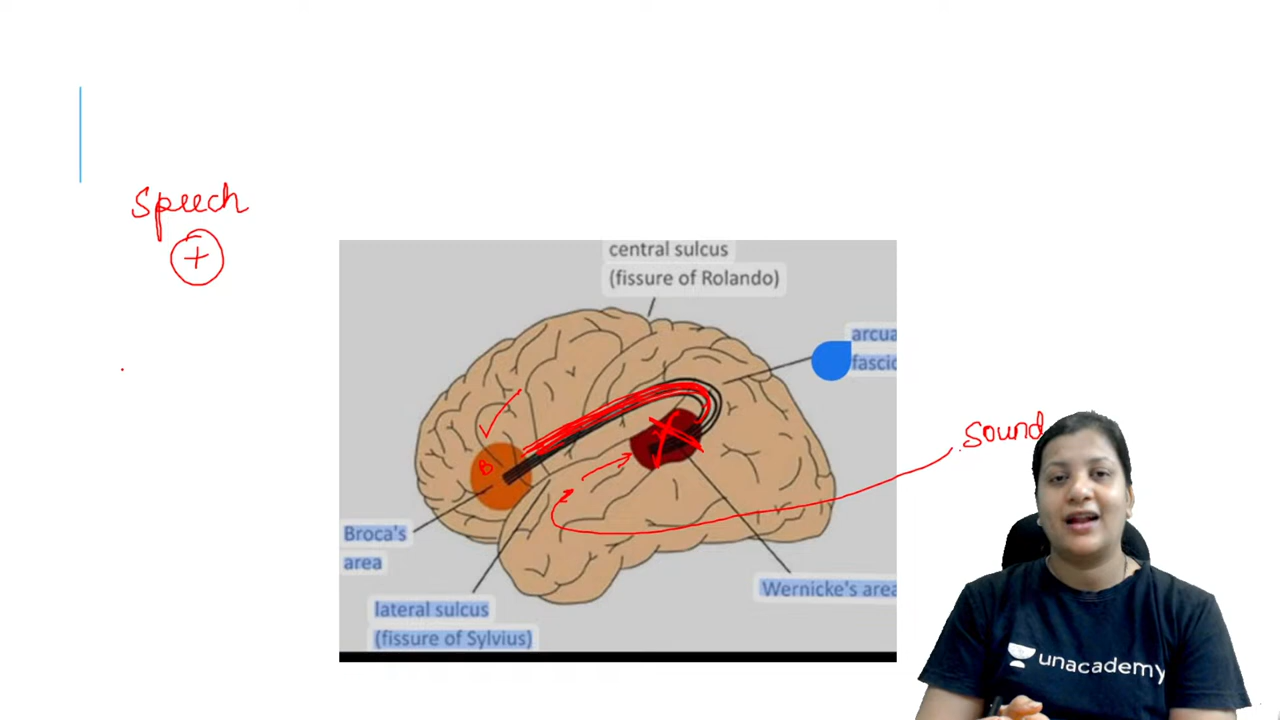 speech
+
central sulcus
(fissure of Rolando)
arcua
fascic
sound
B
Broca's
area
Wernicke's area
lateral sulcus
(fissure of Sylvius)
unacademy